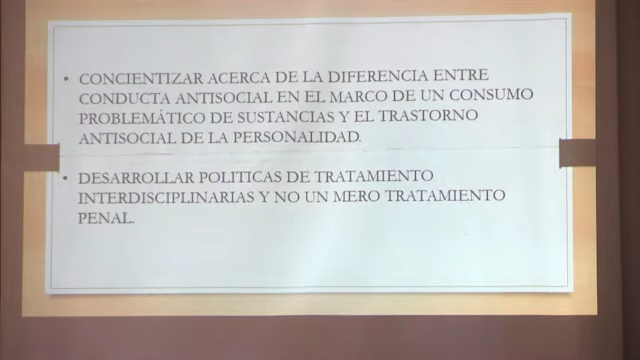 • CONCIENTIZAR ACERCA DE LA DIFERENCIA ENTRE
CONDUCTA ANTISOCIAL EN EL MARCO DE UN CONSUMO
PROBLEMÁTICO DE SUSTANCIAS Y EL TRASTORNO
ANTISOCIAL DE LA PERSONALIDAD.
• DESARROLLAR POLITICAS DE TRATAMIENTO
INTERDISCIPLINARIAS Y NO UN MERO TRATAMIENTO
PENAL.